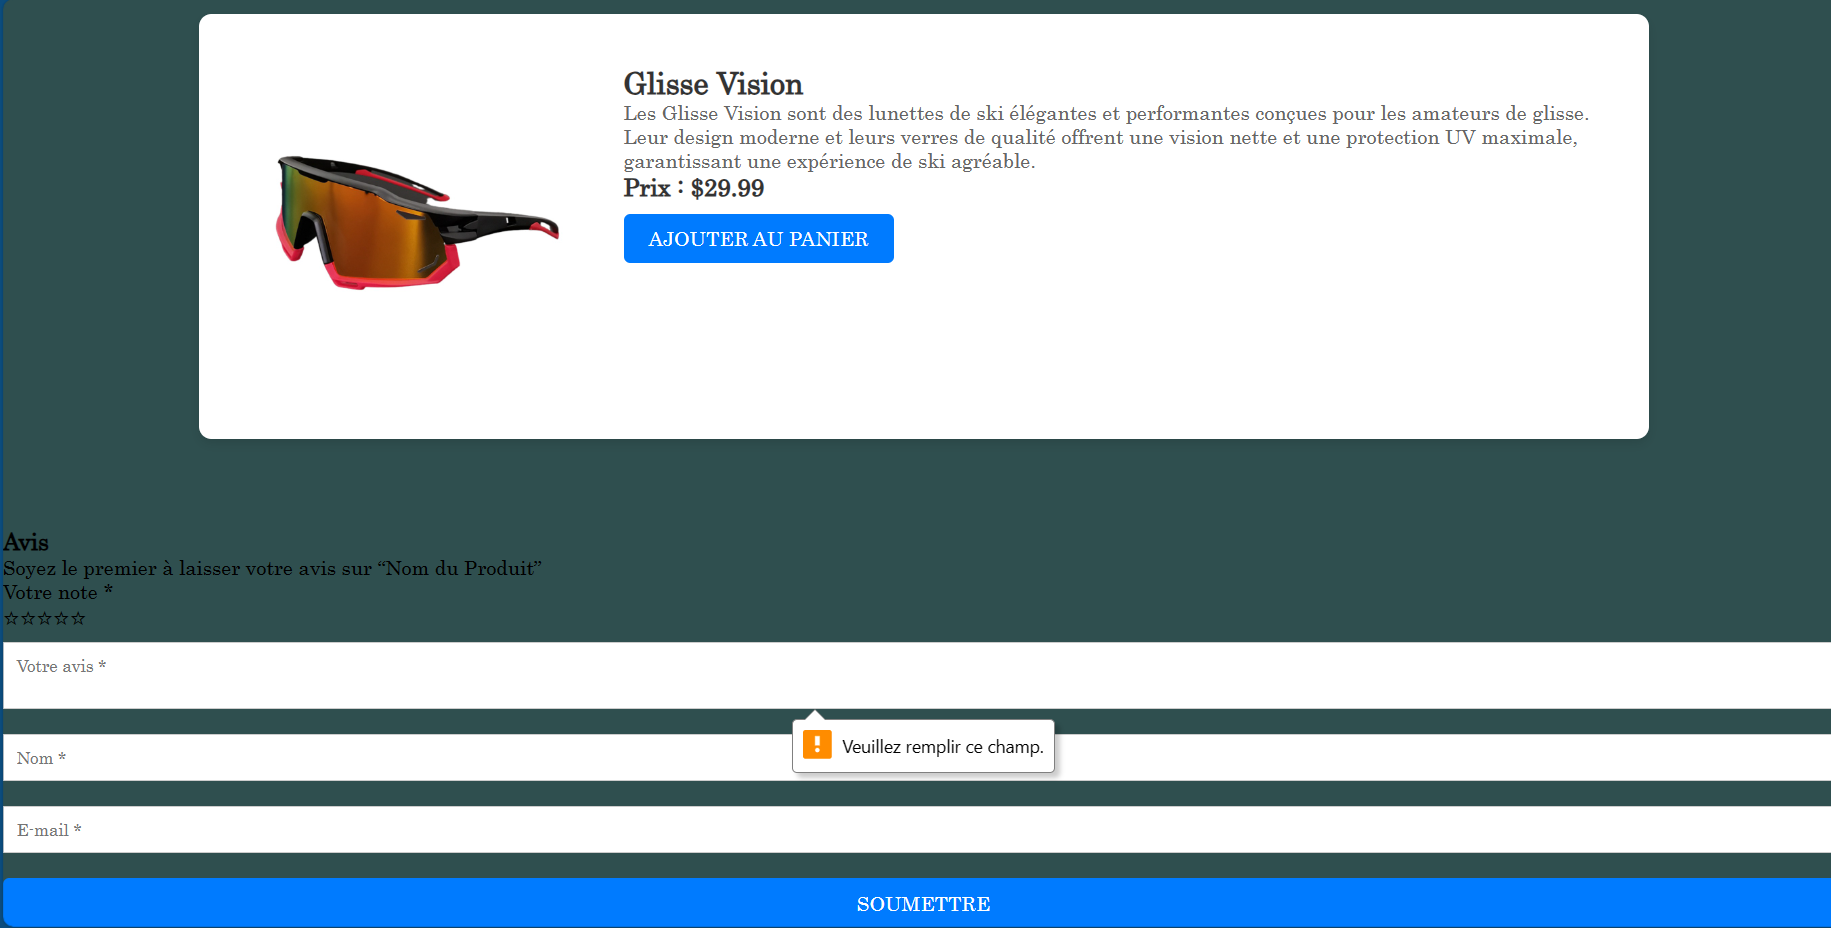 Glisse Vision
Les Glisse Vision sont des lunettes de ski élégantes et performantes conçues pour les amateurs de glisse.
Leur design moderne et leurs verres de qualité offrent une vision nette et une protection UV maximale,
garantissant une expérience de ski agréable.
Prix : $29.99
AJOUTER AU PANIER
Avis
Soyez le premier à laisser votre avis sur “Nom du Produit”
Votre note *
☆☆☆☆☆
Votre avis *
Veuillez remplir ce champ.
Nom *
E-mail *
SOUMETTRE